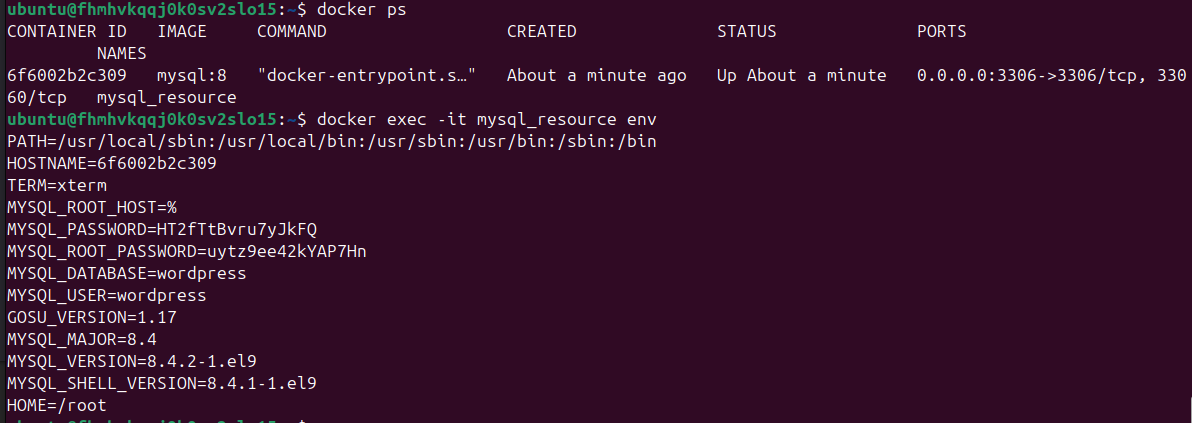 ubuntu@fhmhvkqqj0k0sv2slo15:~$ docker ps
CONTAINER ID   IMAGE     COMMAND                  CREATED              STATUS              PORTS
         NAMES
6f6002b2c309   mysql:8   "docker-entrypoint.s…"   About a minute ago   Up About a minute   0.0.0.0:3306->3306/tcp, 330
60/tcp   mysql_resource
ubuntu@fhmhvkqqj0k0sv2slo15:~$ docker exec -it mysql_resource env
PATH=/usr/local/sbin:/usr/local/bin:/usr/sbin:/usr/bin:/sbin:/bin
HOSTNAME=6f6002b2c309
TERM=xterm
MYSQL_ROOT_HOST=%
MYSQL_PASSWORD=HT2fTtBvru7yJkFQ
MYSQL_ROOT_PASSWORD=uytz9ee42kYAP7Hn
MYSQL_DATABASE=wordpress
MYSQL_USER=wordpress
GOSU_VERSION=1.17
MYSQL_MAJOR=8.4
MYSQL_VERSION=8.4.2-1.el9
MYSQL_SHELL_VERSION=8.4.1-1.el9
HOME=/root